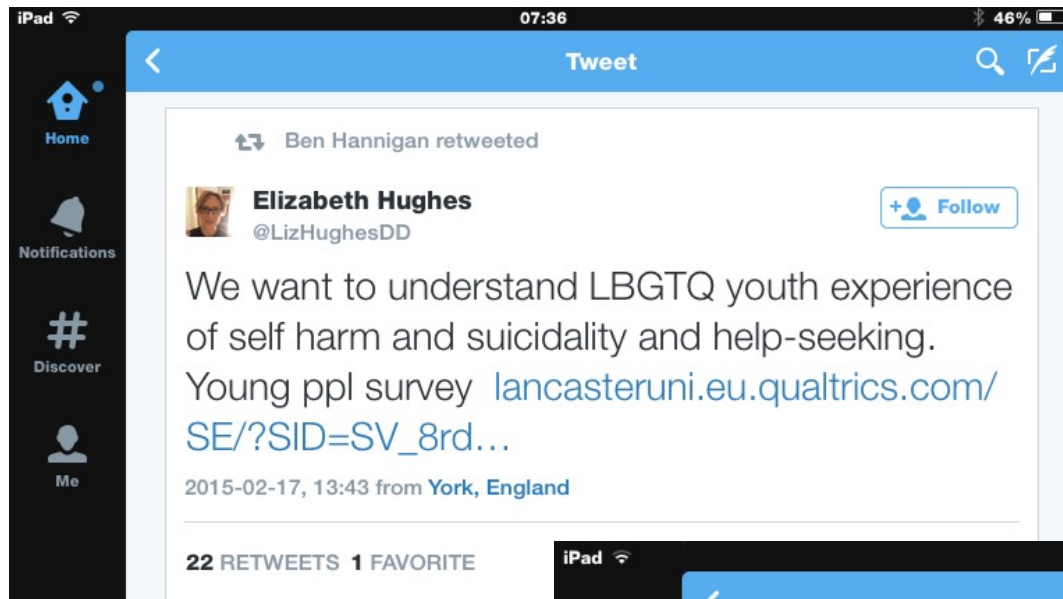 iPad 07:36 46%
Tweet
Home
Ben Hannigan retweeted
Elizabeth Hughes
@LizHughesDD
Follow
Notifications
We want to understand LBGTQ youth experience
of self harm and suicidality and help-seeking.
Young ppl survey lancasteruni.eu.qualtrics.com/
SE/?SID=SV_8rd...
Discover
Me
2015-02-17, 13:43 from York, England
22 RETWEETS 1 FAVORITE
iPad